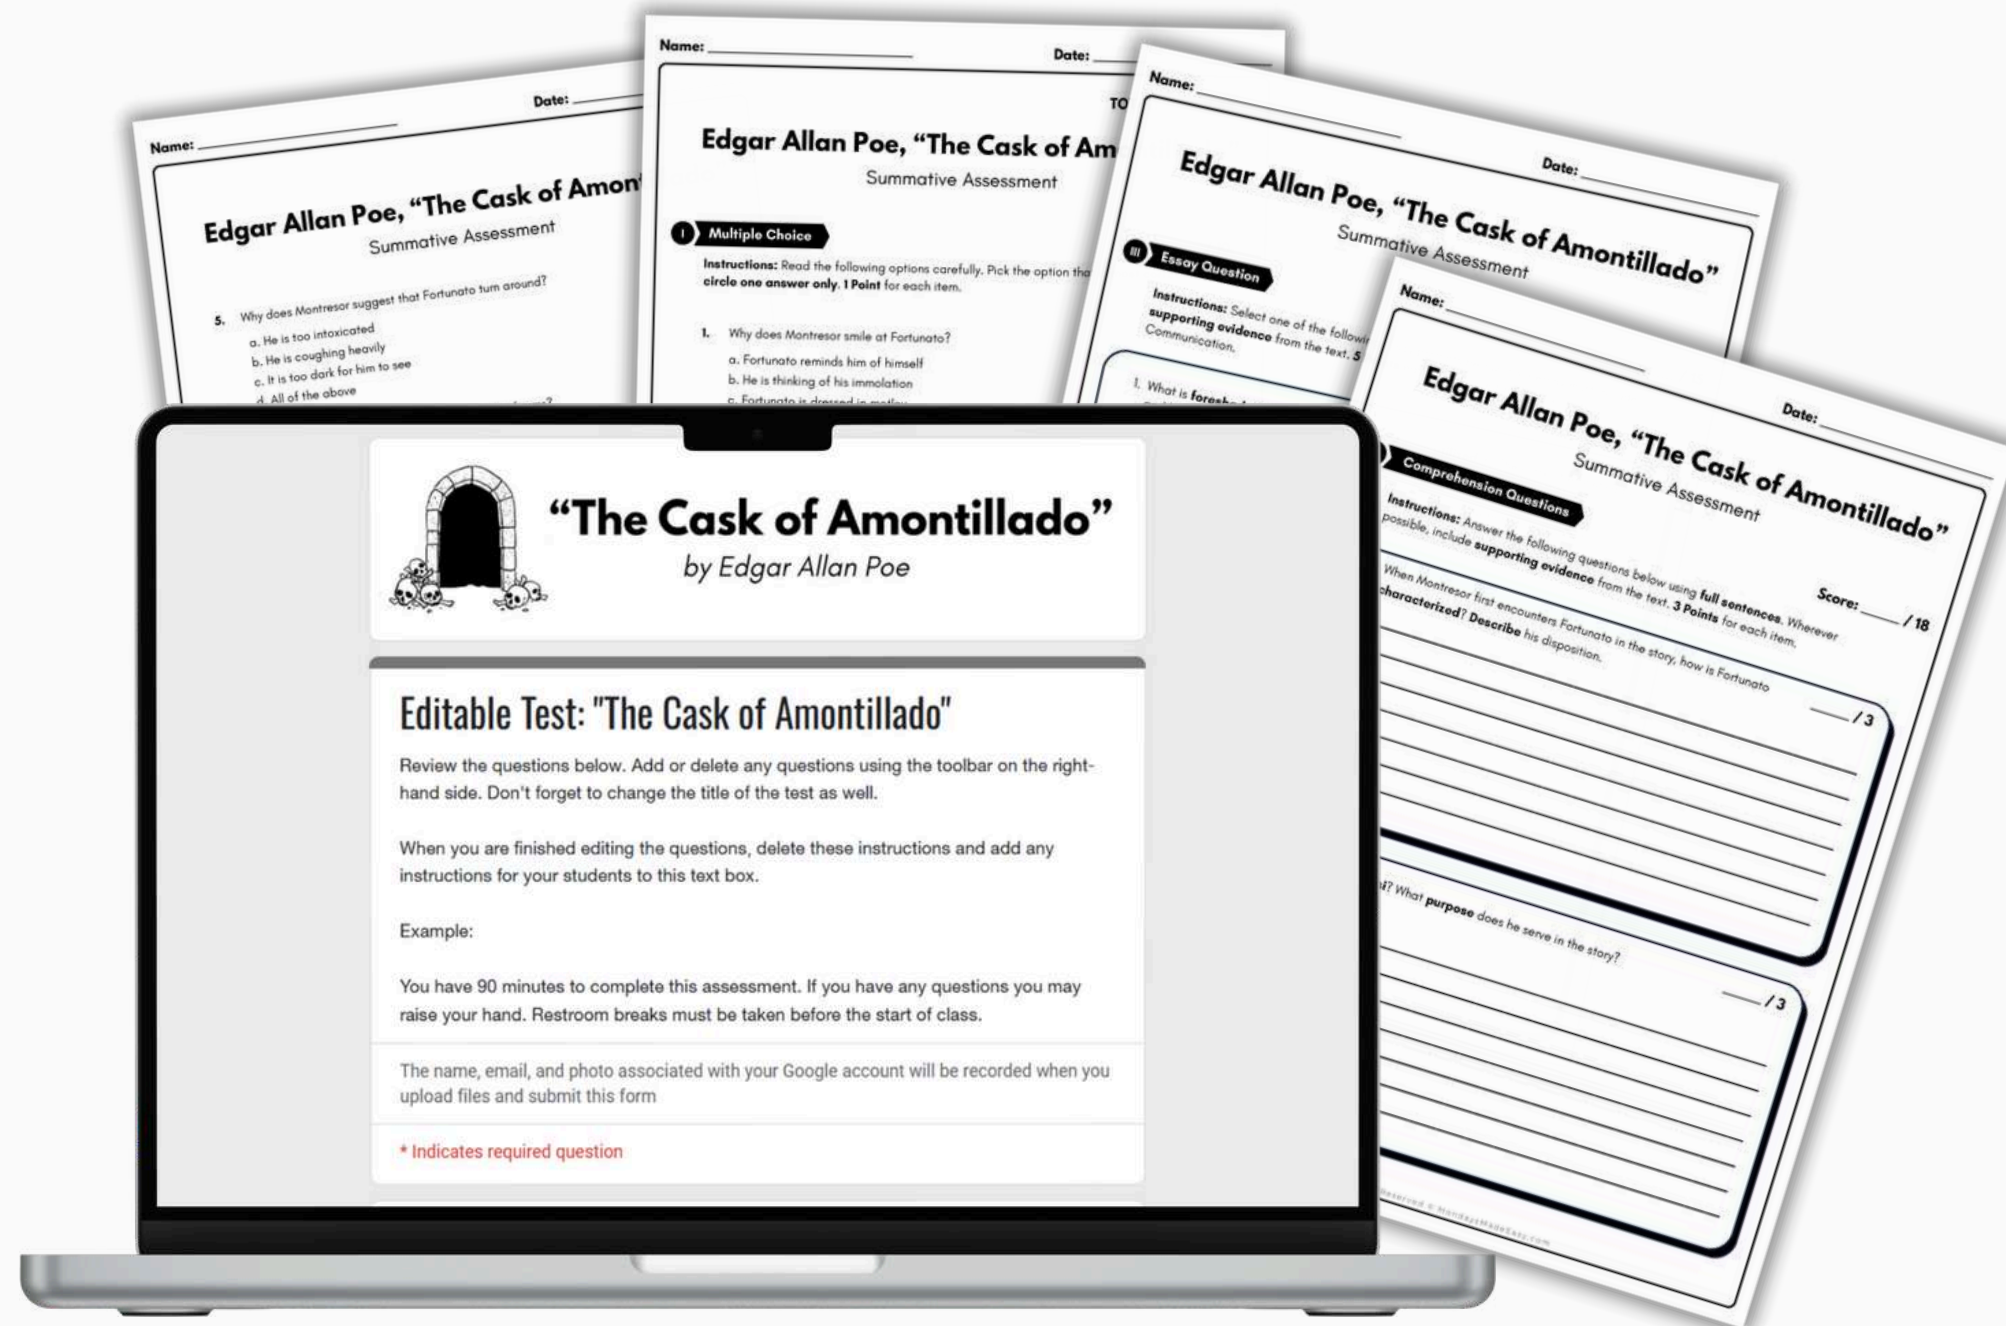 Name:
Date:
Edgar Allan Poe, “The Cask of Amon
Summative Assessment
5. Why does Montresor suggest that Fortunato turn around?
a. He is too intoxicated
b. He is coughing heavily
c. It is too dark for him to see
d. All of the above
Name:
Date:
TO
Edgar Allan Poe, “The Cask of Am
Summative Assessment
I Multiple Choice
Instructions: Read the following options carefully. Pick the option tha
circle one answer only. 1 Point for each item.
1. Why does Montresor smile at Fortunato?
a. Fortunato reminds him of himself
b. He is thinking of his immolation
c. Fortunato is dressed in motley
Name:
Date:
Edgar Allan Poe, “The Cask of Amontillado”
Summative Assessment
III Essay Question
Instructions: Select one of the followin
supporting evidence from the text. 5
Communication.
1. What is
Name:
Date:
Edgar Allan Poe, “The Cask of Amontillado”
Summative Assessment
Comprehension Questions
Score: / 18
Instructions: Answer the following questions below using full sentences. Wherever
possible, include supporting evidence from the text. 3 Points for each item.
When Montresor first encounters Fortunato in the story, how is Fortunato
characterized? Describe his disposition.
/ 3
i? What purpose does he serve in the story?
/ 3
Reserved © MondaysMadeEasy.com
“The Cask of Amontillado”
by Edgar Allan Poe
Editable Test: "The Cask of Amontillado"
Review the questions below. Add or delete any questions using the toolbar on the right-
hand side. Don't forget to change the title of the test as well.
When you are finished editing the questions, delete these instructions and add any
instructions for your students to this text box.
Example:
You have 90 minutes to complete this assessment. If you have any questions you may
raise your hand. Restroom breaks must be taken before the start of class.
The name, email, and photo associated with your Google account will be recorded when you
upload files and submit this form
* Indicates required question